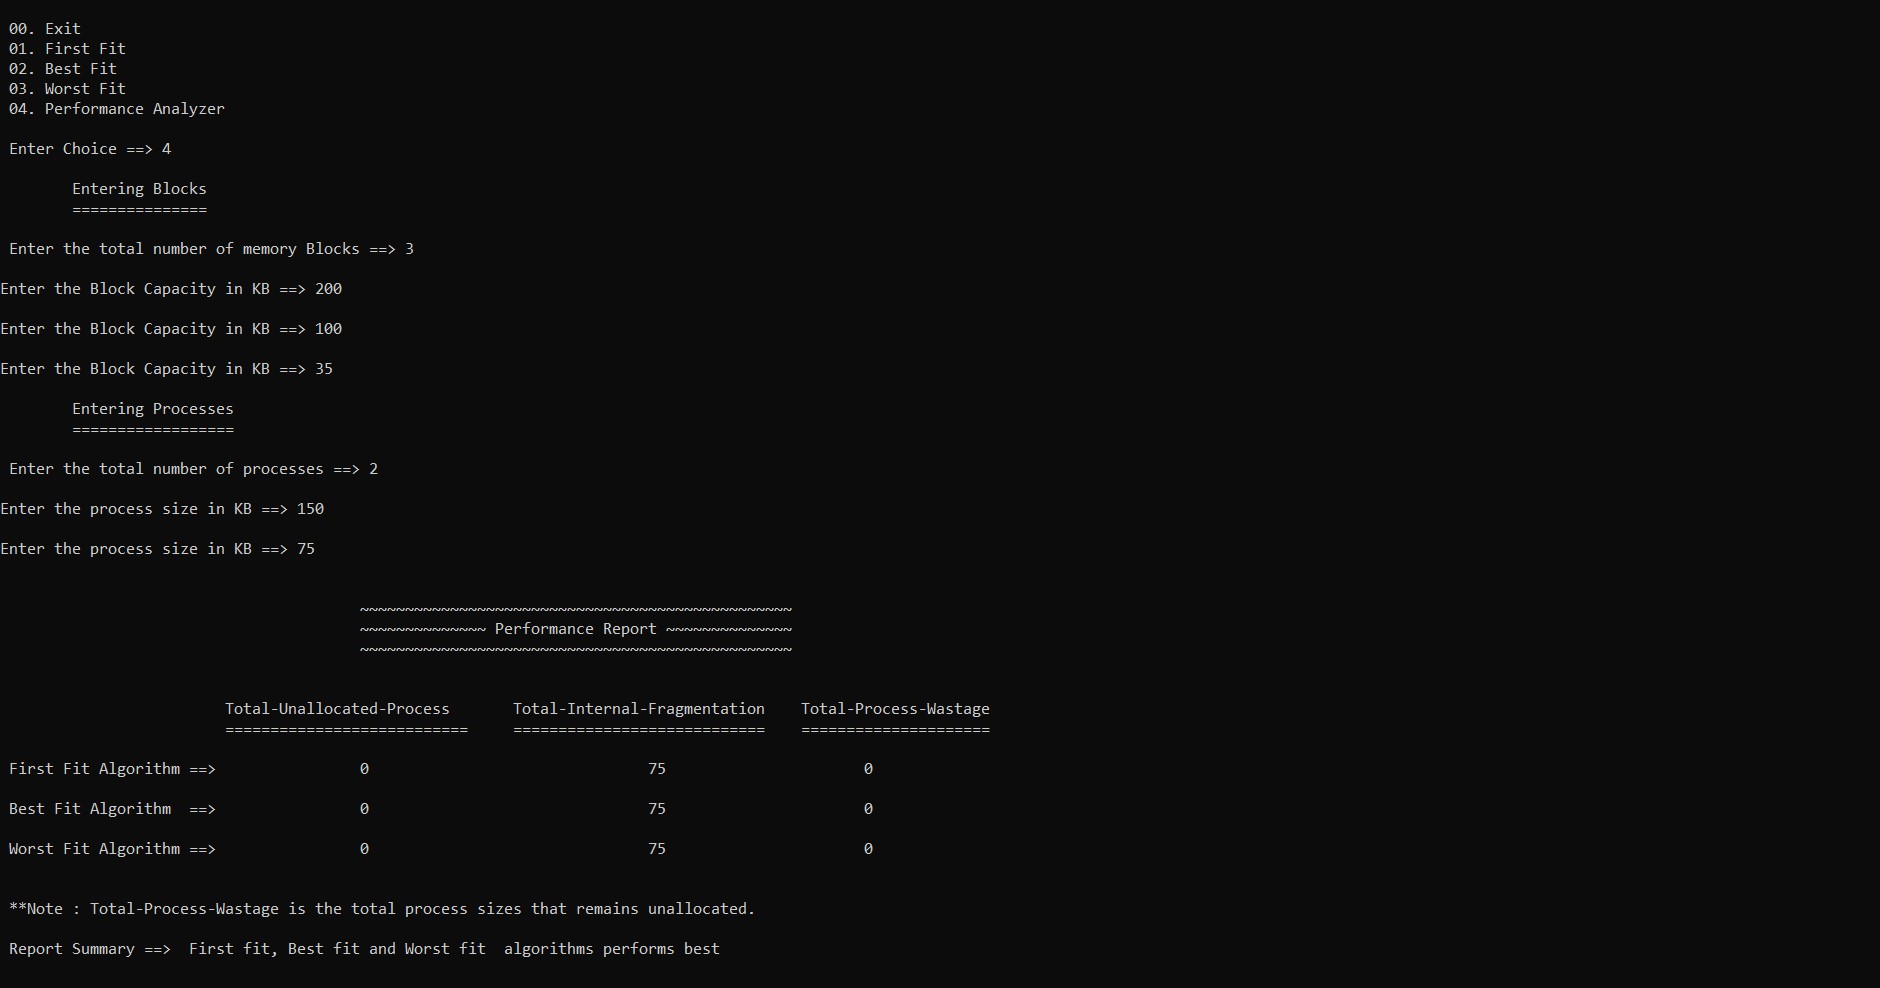 00. Exit
01. First Fit
02. Best Fit
03. Worst Fit
04. Performance Analyzer
Enter Choice ==> 4
Entering Blocks
===============
Enter the total number of memory Blocks ==> 3
Enter the Block Capacity in KB ==> 200
Enter the Block Capacity in KB ==> 100
Enter the Block Capacity in KB ==> 35
Entering Processes
==================
Enter the total number of processes ==> 2
Enter the process size in KB ==> 150
Enter the process size in KB ==> 75
~~~~~~~~~~~~~~~~~~~~~~~~~~~~~~~~~~~~~~~~~~~~~~~~
~~~~~~~~~~~~~~ Performance Report ~~~~~~~~~~~~~~
~~~~~~~~~~~~~~~~~~~~~~~~~~~~~~~~~~~~~~~~~~~~~~~~
Total-Unallocated-Process Total-Internal-Fragmentation Total-Process-Wastage
=========================== ============================ =====================
First Fit Algorithm ==> 0 75 0
Best Fit Algorithm ==> 0 75 0
Worst Fit Algorithm ==> 0 75 0
**Note : Total-Process-Wastage is the total process sizes that remains unallocated.
Report Summary ==> First fit, Best fit and Worst fit algorithms performs best